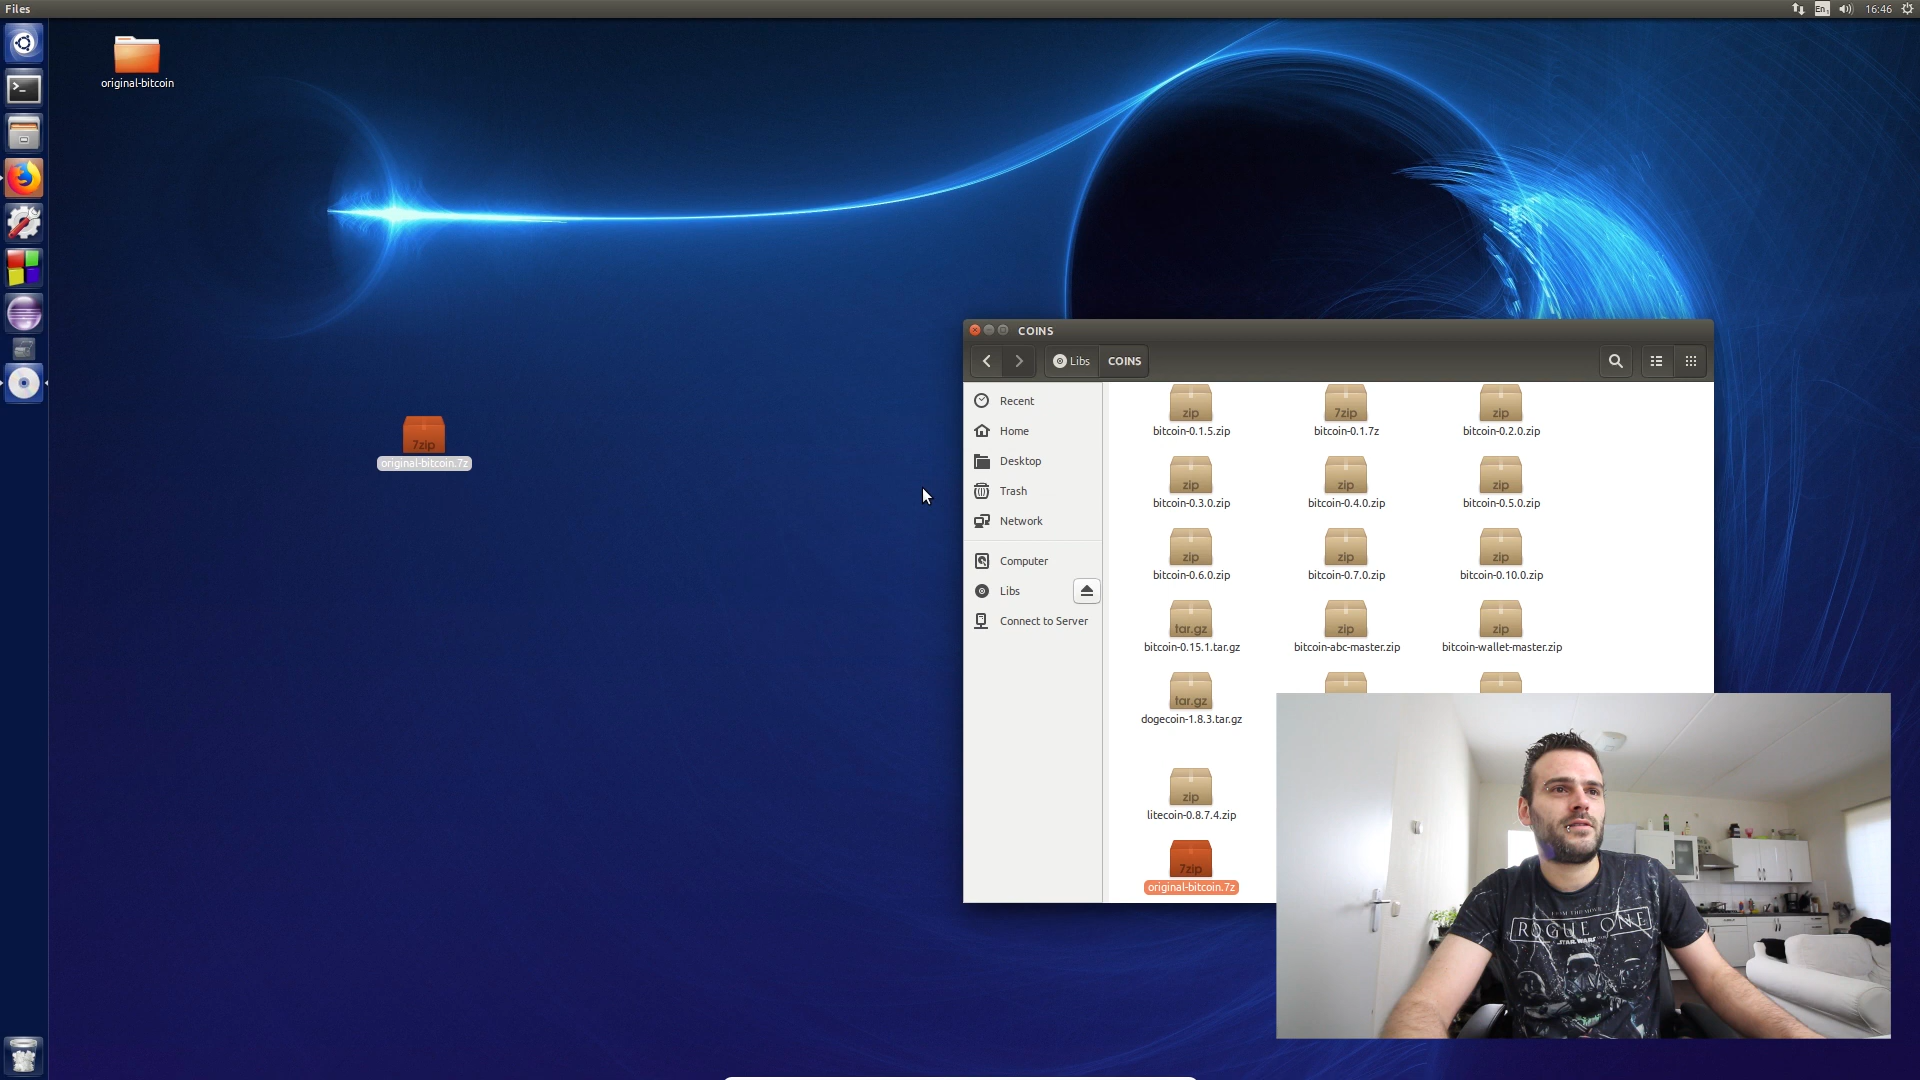 Files
En1
16:46
original-bitcoin
7zip
original-bitcoin.7z
COINS
Libs
COINS
Recent
Home
Desktop
Trash
Network
Computer
Libs
Connect to Server
zip
7zip
zip
bitcoin-0.1.5.zip
bitcoin-0.1.7z
bitcoin-0.2.0.zip
zip
zip
zip
bitcoin-0.3.0.zip
bitcoin-0.4.0.zip
bitcoin-0.5.0.zip
zip
zip
zip
bitcoin-0.6.0.zip
bitcoin-0.7.0.zip
bitcoin-0.10.0.zip
tar.gz
zip
zip
bitcoin-0.15.1.tar.gz
bitcoin-abc-master.zip
bitcoin-wallet-master.zip
tar.gz
dogecoin-1.8.3.tar.gz
zip
litecoin-0.8.7.4.zip
7zip
original-bitcoin.7z
FROM THE MOVIE
ROGUE ONE
STAR WARS